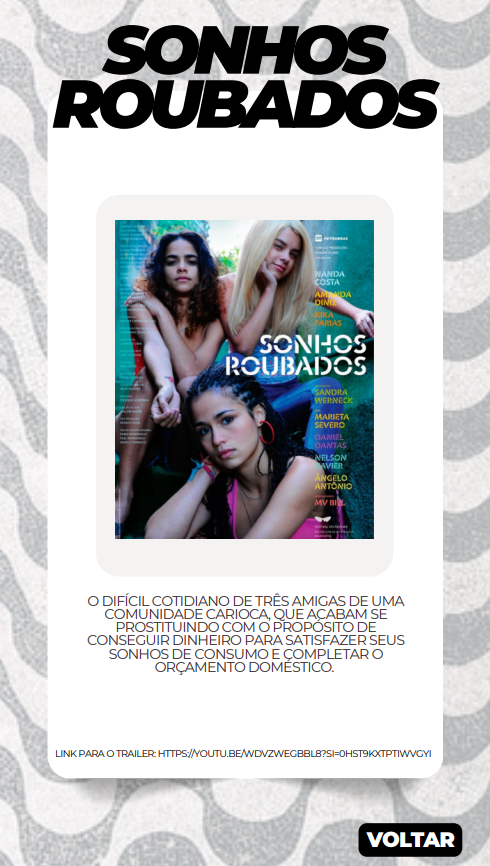 SONHOS
ROUBADOS
PETROBRAS
NANDA
COSTA
AMANDA
DINIZ
KIKA
FARIAS
SONHOS
ROUBADOS
SANDRA
WERNECK
MARIETA
SEVERO
DANIEL
DANTAS
NELSON
XAVIER
ÂNGELO
ANTÔNIO
MV BILL
O DIFÍCIL COTIDIANO DE TRÊS AMIGAS DE UMA
COMUNIDADE CARIOCA, QUE ACABAM SE
PROSTITUINDO COM O PROPÓSITO DE
CONSEGUIR DINHEIRO PARA SATISFAZER SEUS
SONHOS DE CONSUMO E COMPLETAR O
ORÇAMENTO DOMÉSTICO.
LINK PARA O TRAILER: HTTPS://YOUTU.BE/WDVZWEGBBL8?SI=0HST9KXTPTIWVGYI
VOLTAR